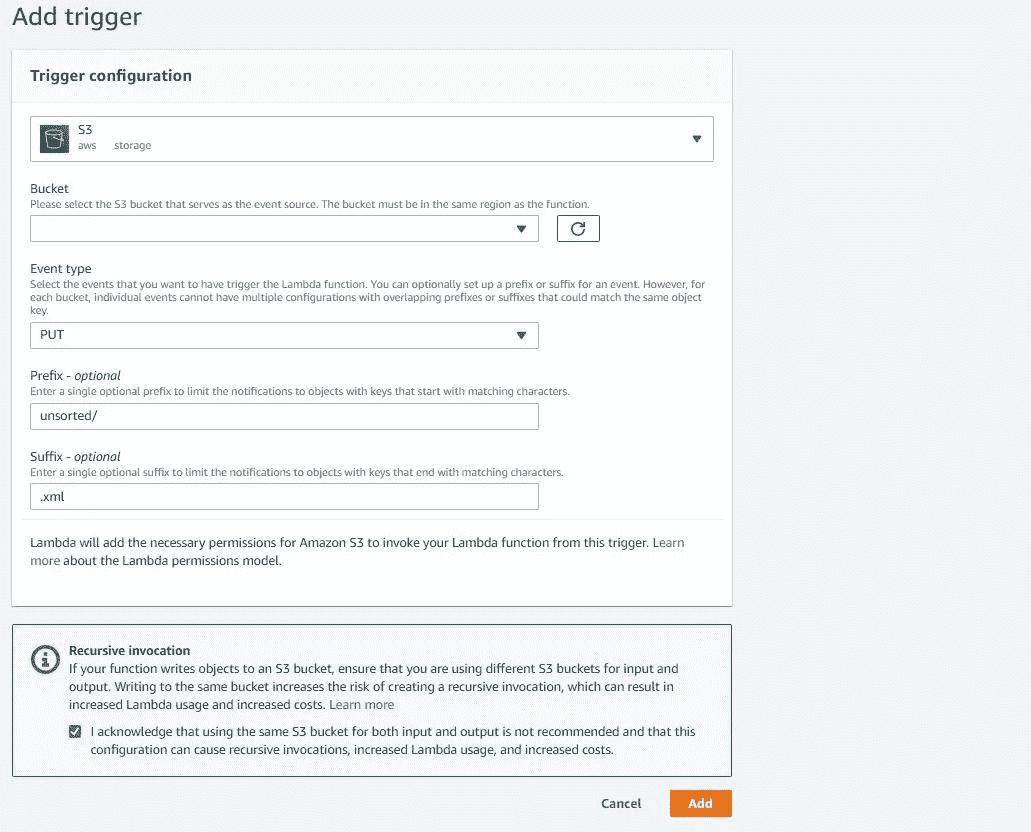 Add trigger
Trigger configuration
S3
aws storage
Bucket
Please select the S3 bucket that serves as the event source. The bucket must be in the same region as the function.
Event type
Select the events that you want to have trigger the Lambda function. You can optionally set up a prefix or suffix for an event. However, for
each bucket, individual events cannot have multiple configurations with overlapping prefixes or suffixes that could match the same object
key.
PUT
Prefix - optional
Enter a single optional prefix to limit the notifications to objects with keys that start with matching characters.
unsorted/
Suffix - optional
Enter a single optional suffix to limit the notifications to objects with keys that end with matching characters.
.xml
Lambda will add the necessary permissions for Amazon S3 to invoke your Lambda function from this trigger. Learn
more about the Lambda permissions model.
Recursive invocation
If your function writes objects to an S3 bucket, ensure that you are using different S3 buckets for input and
output. Writing to the same bucket increases the risk of creating a recursive invocation, which can result in
increased Lambda usage and increased costs. Learn more
I acknowledge that using the same S3 bucket for both input and output is not recommended and that this
configuration can cause recursive invocations, increased Lambda usage, and increased costs.
Cancel Add